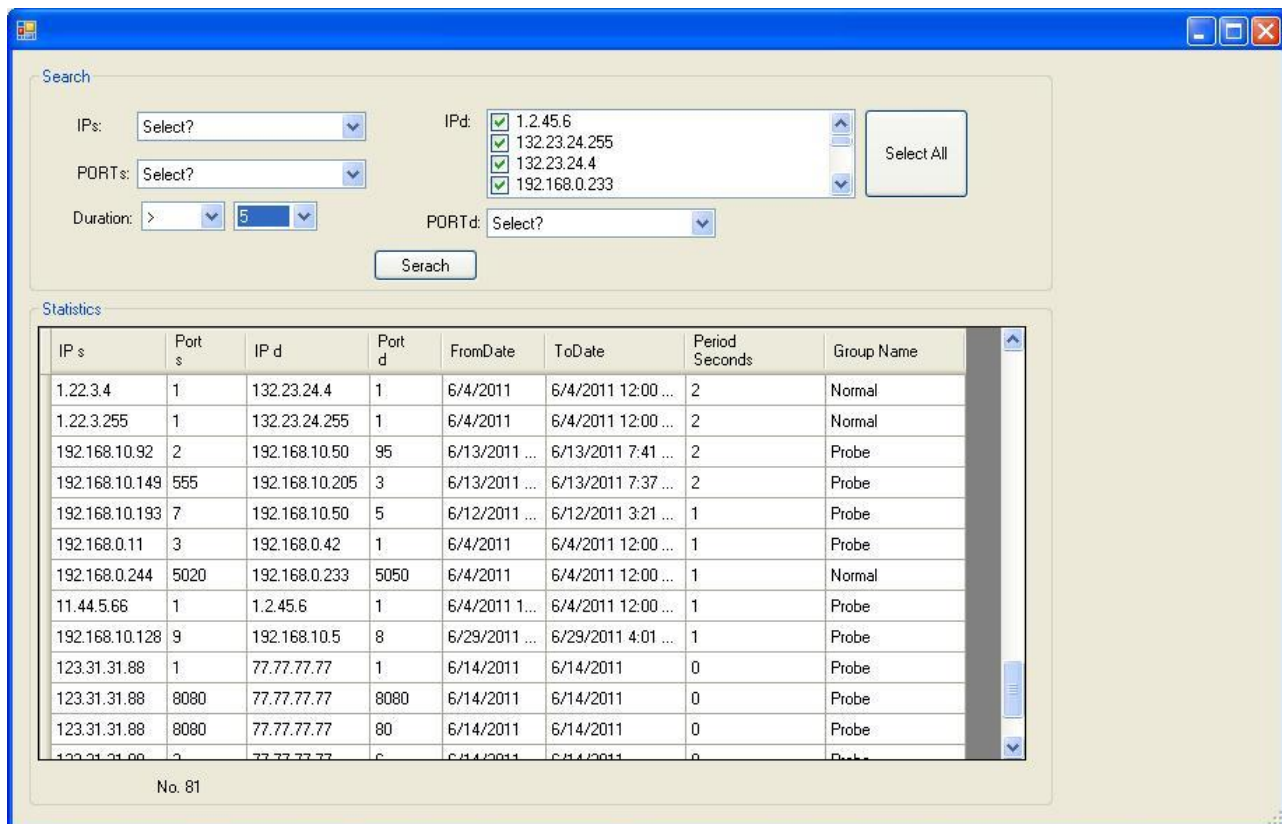 Search
IPs: Select? IPd: 1.2.45.6
132.23.24.255
132.23.24.4
192.168.0.233
Select All
PORTs: Select?
Duration: > 5 PORTd: Select?
Serach
Statistics
IP s Port s IP d Port d FromDate ToDate Period Seconds Group Name
1.22.3.4 1 132.23.24.4 1 6/4/2011 6/4/2011 12:00 ... 2 Normal
1.22.3.255 1 132.23.24.255 1 6/4/2011 6/4/2011 12:00 ... 2 Normal
192.168.10.92 2 192.168.10.50 95 6/13/2011 ... 6/13/2011 7:41 ... 2 Probe
192.168.10.149 555 192.168.10.205 3 6/13/2011 ... 6/13/2011 7:37 ... 2 Probe
192.168.10.193 7 192.168.10.50 5 6/12/2011 ... 6/12/2011 3:21 ... 1 Probe
192.168.0.11 3 192.168.0.42 1 6/4/2011 6/4/2011 12:00 ... 1 Probe
192.168.0.244 5020 192.168.0.233 5050 6/4/2011 6/4/2011 12:00 ... 1 Normal
11.44.5.66 1 1.2.45.6 1 6/4/2011 1... 6/4/2011 12:00 ... 1 Probe
192.168.10.128 9 192.168.10.5 8 6/29/2011 ... 6/29/2011 4:01 ... 1 Probe
123.31.31.88 1 77.77.77.77 1 6/14/2011 6/14/2011 0 Probe
123.31.31.88 8080 77.77.77.77 8080 6/14/2011 6/14/2011 0 Probe
123.31.31.88 8080 77.77.77.77 80 6/14/2011 6/14/2011 0 Probe
No. 81